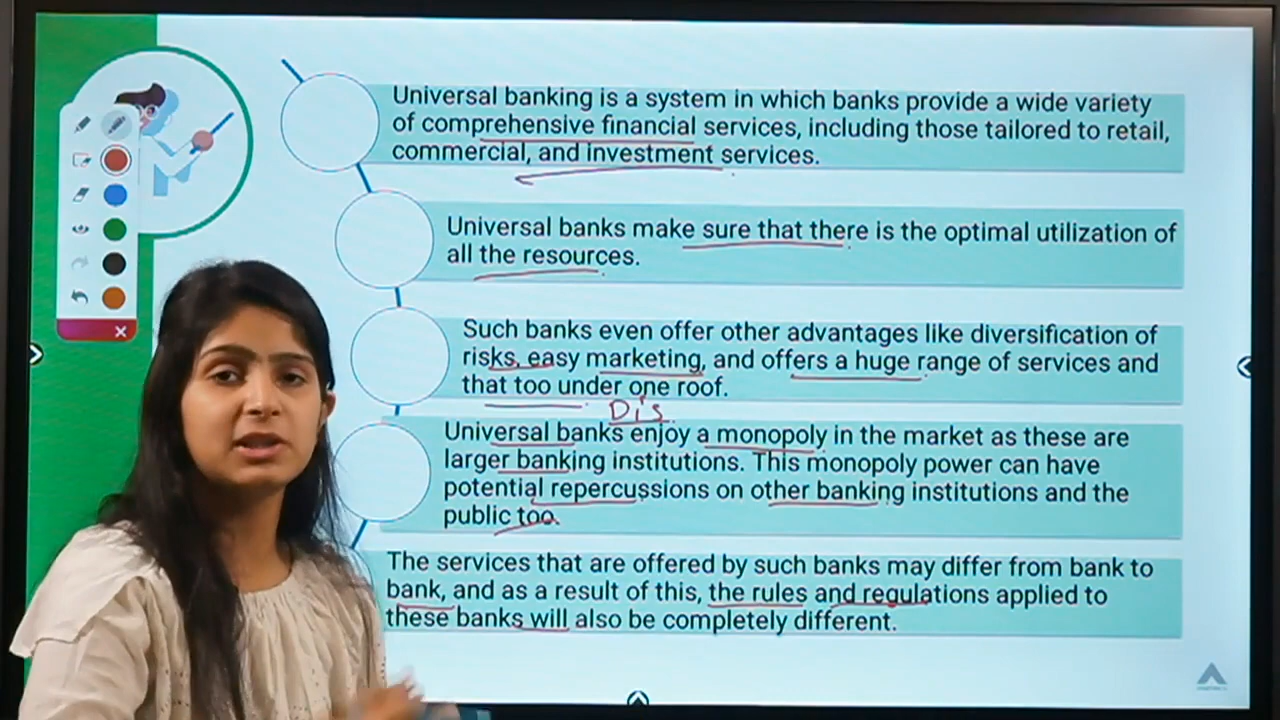 Universal banking is a system in which banks provide a wide variety
of comprehensive financial services, including those tailored to retail,
commercial, and investment services.
Universal banks make sure that there is the optimal utilization of
all the resources.
Such banks even offer other advantages like diversification of
risks, easy marketing, and offers a huge range of services and
that too under one roof.
Dis
Universal banks enjoy a monopoly in the market as these are
larger banking institutions. This monopoly power can have
potential repercussions on other banking institutions and the
public too.
The services that are offered by such banks may differ from bank to
bank, and as a result of this, the rules and regulations applied to
these banks will also be completely different.